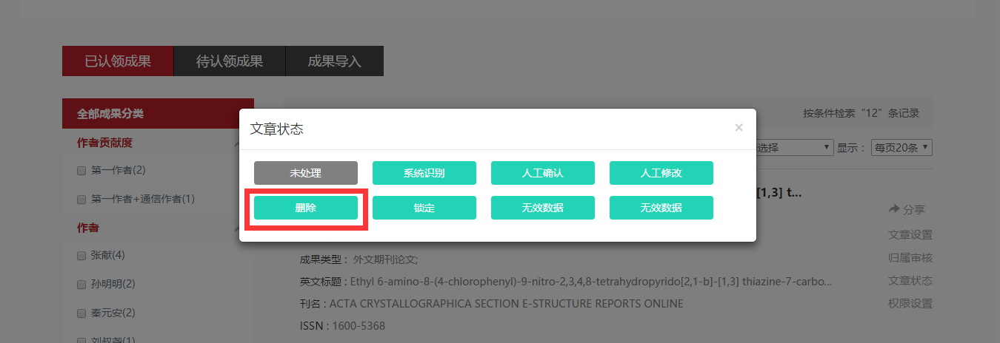 已认领成果 待认领成果 成果导入
全部成果分类
按条件检索“12”条记录
作者贡献度
第一作者(2)
第一作者+通信作者(1)
作者
张献(4)
孙明明(2)
秦元安(2)
刘叔尧(1)
文章状态 ×
未处理 系统识别 人工确认 人工修改
删除 锁定 无效数据 无效数据
选择 显示： 每页20条
[1,3] t...
分享
文章设置
归属审核
文章状态
权限设置
成果类型： 外文期刊论文;
英文标题 : Ethyl 6-amino-8-(4-chlorophenyl)-9-nitro-2,3,4,8-tetrahydropyrido[2,1-b]-[1,3] thiazine-7-carbo...
刊名 : ACTA CRYSTALLOGRAPHICA SECTION E-STRUCTURE REPORTS ONLINE
ISSN : 1600-5368